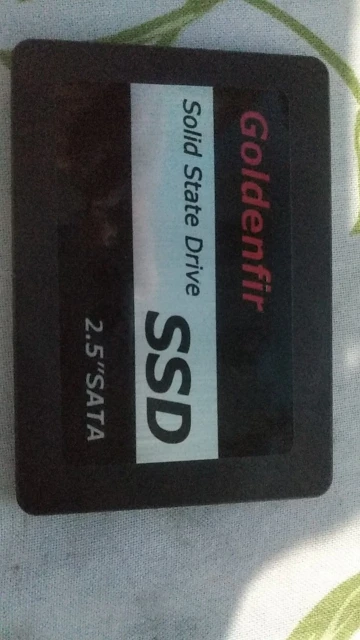 Goldenfir
Solid State Drive
SSD
2.5"SATA